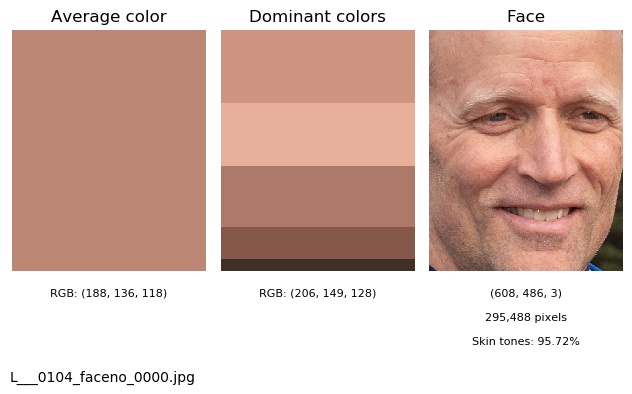 Average color
Dominant colors
Face
RGB: (188, 136, 118)
RGB: (206, 149, 128)
(608, 486, 3)
295,488 pixels
Skin tones: 95.72%
L___0104_faceno_0000.jpg